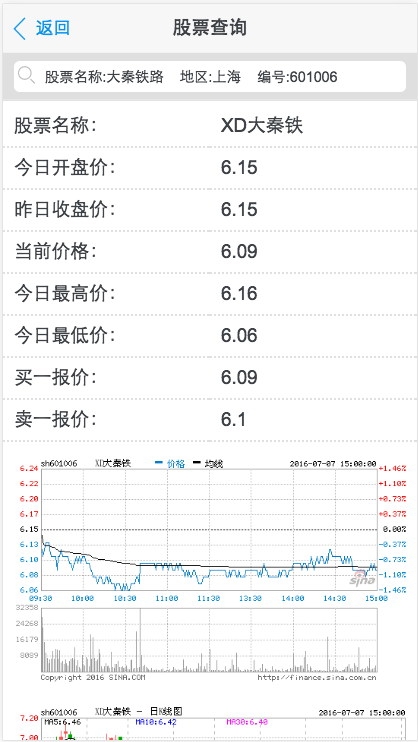 返回 股票查询
股票名称:大秦铁路 地区:上海 编号:601006
股票名称: XD大秦铁
今日开盘价: 6.15
昨日收盘价: 6.15
当前价格: 6.09
今日最高价: 6.16
今日最低价: 6.06
买一报价: 6.09
卖一报价: 6.1
sh601006 XD大秦铁 价格 均线 2016-07-07 15:00:00
6.24 +1.46%
6.22 +1.10%
6.20 +0.73%
6.17 +0.37%
6.15 0.00%
6.13 -0.37%
6.10 -0.73%
6.08 -1.10%
6.06 -1.46%
sina
09:30 10:00 10:30 11:00 11:30 13:30 14:00 14:30 15:00
32358
24268
16179
8089
Copyright 2016 SINA.COM http://finance.sina.com.cn
sh601006 XD大秦铁 - 日K线图 2016-07-07 15:00:00
7.20 MA5:6.46 MA10:6.42 MA30:6.40
7.00